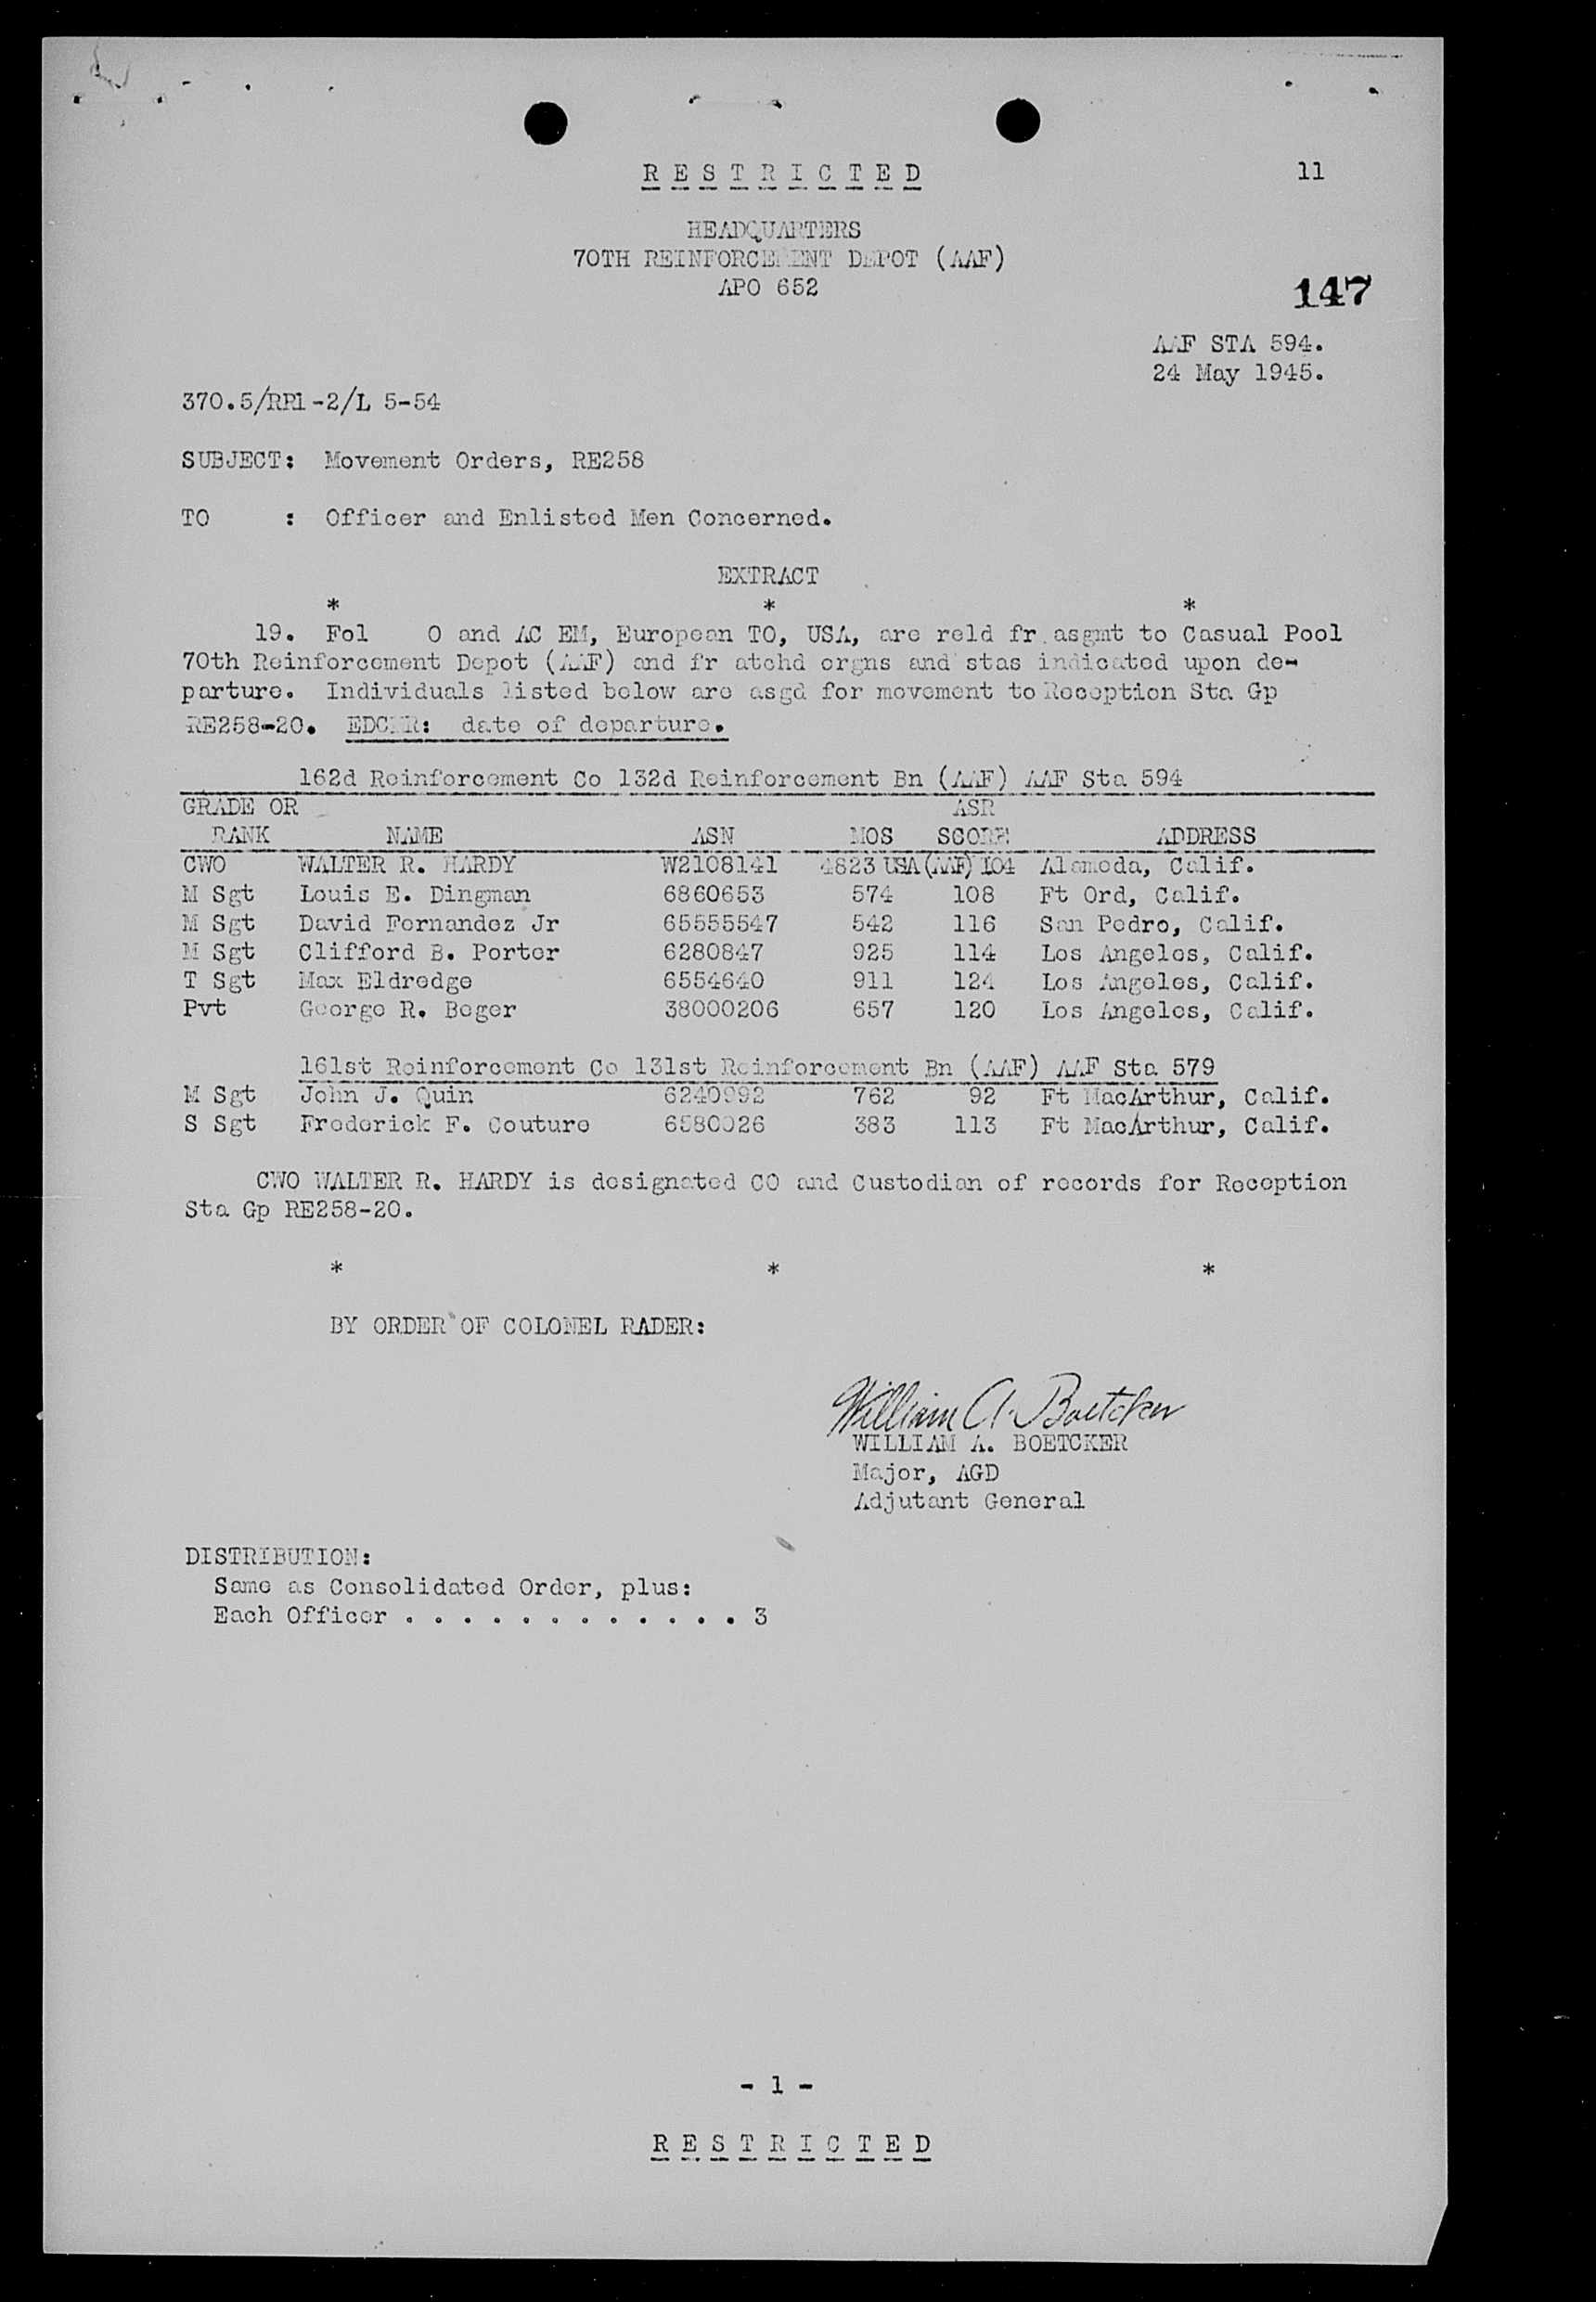 R E S T R I C T E D
11
HEADQUARTERS
70TH REINFORCEMENT DEPOT (AAF)
APO 652
147
AAF STA 594.
24 May 1945.
370.5/RP1-2/L 5-54
SUBJECT: Movement Orders, RE258
TO : Officer and Enlisted Men Concerned.
EXTRACT
* * *
19. Fol O and AC EM, European TO, USA, are reld fr asgmt to Casual Pool
70th Reinforcement Depot (AAF) and fr atchd orgns and stas indicated upon de-
parture. Individuals listed below are asgd for movement to Reception Sta Gp
RE258-20. EDCMR: date of departure.
162d Reinforcement Co 132d Reinforcement Bn (AAF) AAF Sta 594
GRADE OR ASR
RANK NAME ASN MOS SCORE ADDRESS
CWO WALTER R. HARDY W2108141 4823 USA (AAF) 104 Alameda, Calif.
M Sgt Louis E. Dingman 6860653 574 108 Ft Ord, Calif.
M Sgt David Fernandez Jr 65555547 542 116 San Pedro, Calif.
M Sgt Clifford B. Porter 6280847 925 114 Los Angeles, Calif.
T Sgt Max Eldredge 6554640 911 124 Los Angeles, Calif.
Pvt George R. Beger 38000206 657 120 Los Angeles, Calif.
161st Reinforcement Co 131st Reinforcement Bn (AAF) AAF Sta 579
M Sgt John J. Quin 6240992 762 92 Ft MacArthur, Calif.
S Sgt Frederick F. Couture 383 113 Ft MacArthur, Calif.
CWO WALTER R. HARDY is designated CO and Custodian of records for Reception
Sta Gp RE258-20.
* * *
BY ORDER OF COLONEL RADER:
William A. Boetcker
WILLIAM A. BOETCKER
Major, AGD
Adjutant General
DISTRIBUTION:
Same as Consolidated Order, plus:
Each Officer . . . . . . . . . . . . 3
- 1 -
R E S T R I C T E D